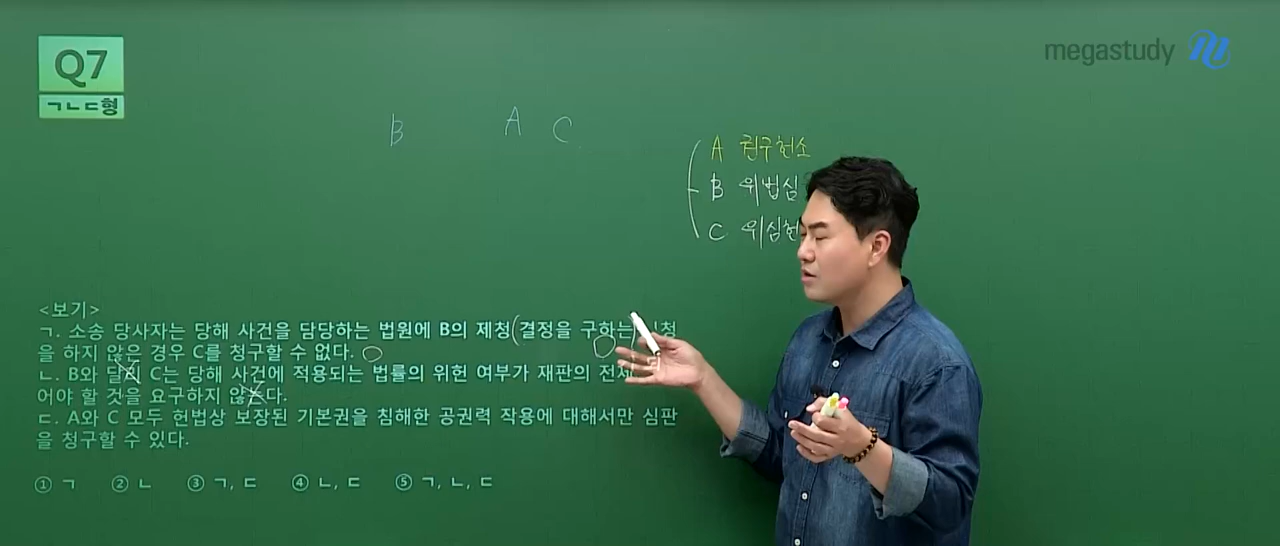 Q7
ㄱㄴㄷ형
megastudy
B A C
A 권구헌소
B 위법심
C 위심헌
<보기>
ㄱ. 소송 당사자는 당해 사건을 담당하는 법원에 B의 제청(결정을 구하는) 신청
을 하지 않은 경우 C를 청구할 수 없다. O
ㄴ. B와 달리 C는 당해 사건에 적용되는 법률의 위헌 여부가 재판의 전제
어야 할 것을 요구하지 않는다.
ㄷ. A와 C 모두 헌법상 보장된 기본권을 침해한 공권력 작용에 대해서만 심판
을 청구할 수 있다.
① ㄱ ② ㄴ ③ ㄱ, ㄷ ④ ㄴ, ㄷ ⑤ ㄱ, ㄴ, ㄷ